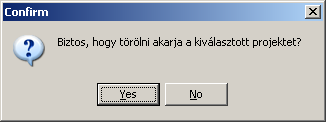 Confirm
Biztos, hogy törölni akarja a kiválasztott projektet?
Yes No